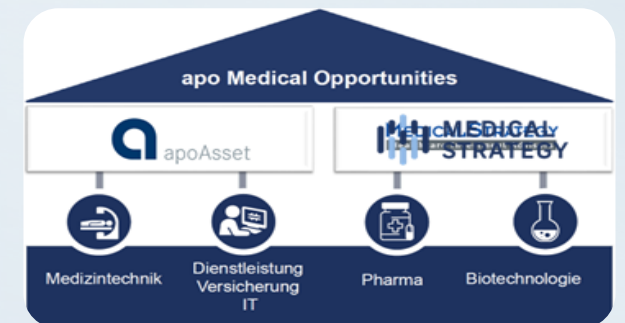 apo Medical Opportunities
apoAsset
MEDICAL
STRATEGY
Medizintechnik
Dienstleistung
Versicherung
IT
Pharma
Biotechnologie